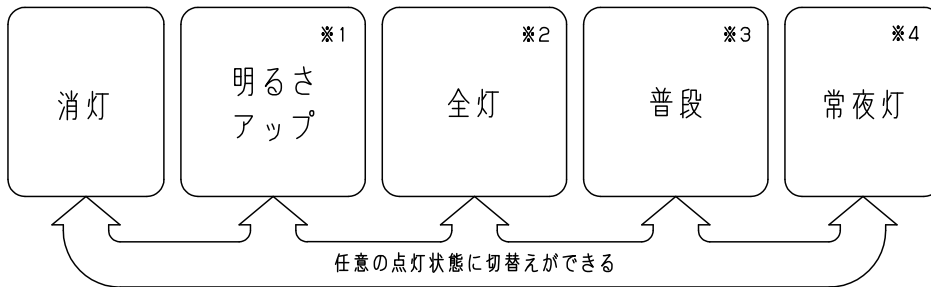 消灯
※1
明るさ
アップ
※2
全灯
※3
普段
※4
常夜灯
任意の点灯状態に切替えができる